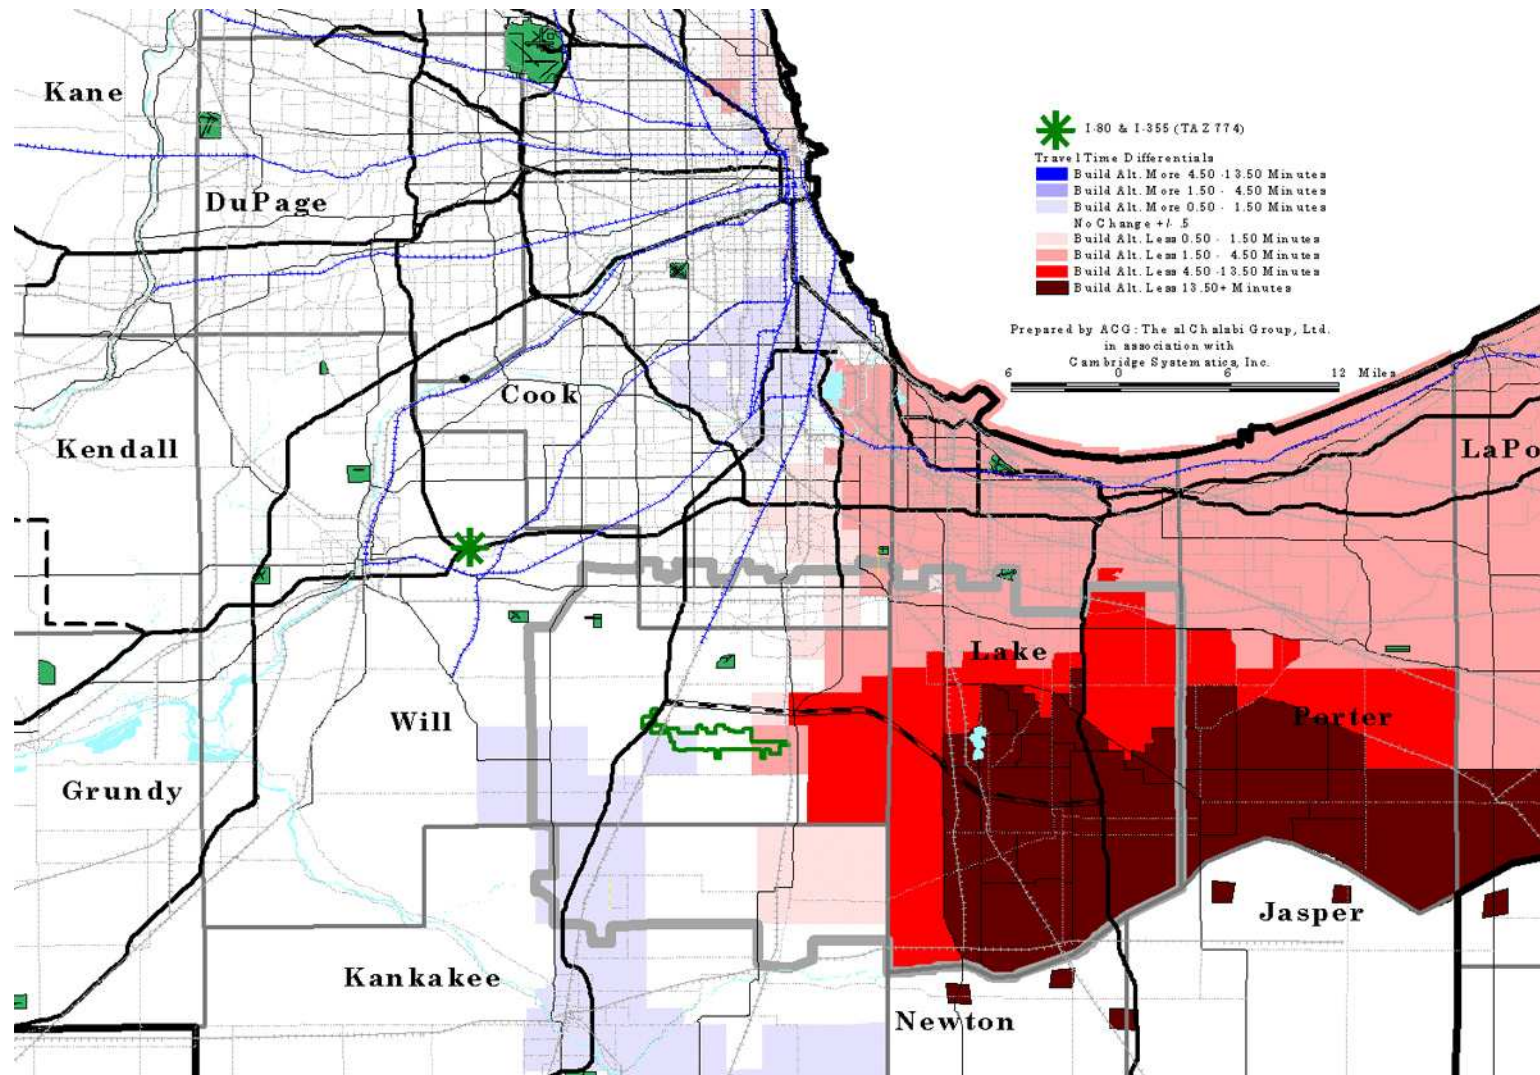 Kane
I-80 & I-355 (TAZ 774)
Travel Time Differentials
Build Alt. More 4.50 -13.50 Minutes
Build Alt. More 1.50 - 4.50 Minutes
Build Alt. More 0.50 - 1.50 Minutes
No Change +/- .5
Build Alt. Less 0.50 - 1.50 Minutes
Build Alt. Less 1.50 - 4.50 Minutes
Build Alt. Less 4.50 -13.50 Minutes
Build Alt. Less 13.50+ Minutes
DuPage
Prepared by ACG: The al Chalabi Group, Ltd.
in association with
Cambridge Systematics, Inc.
6 0 6 12 Miles
Cook
Kendall
LaPo
Lake
Will
Porter
Grundy
Jasper
Kankakee
Newton